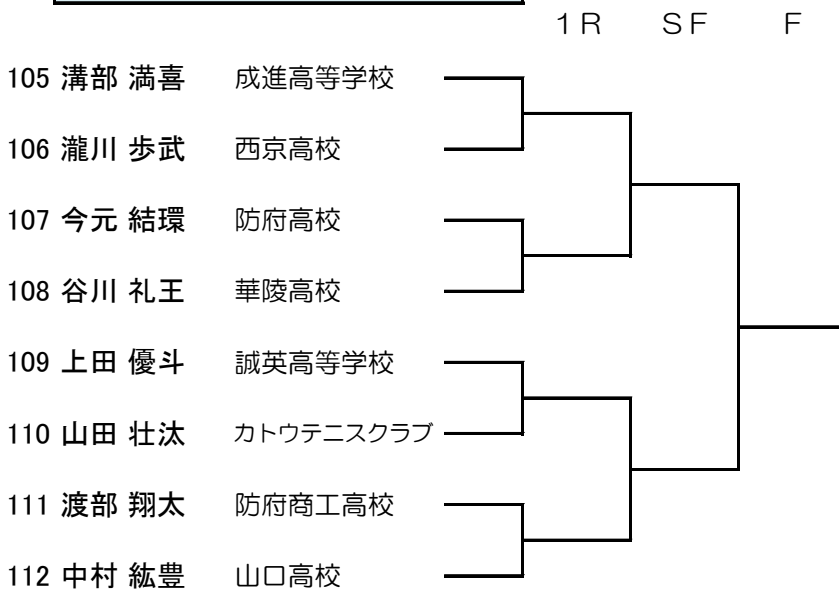 1R SF F
105 溝部 満喜 成進高等学校
106 瀧川 歩武 西京高校
107 今元 結環 防府高校
108 谷川 礼王 華陵高校
109 上田 優斗 誠英高等学校
110 山田 壮汰 カトウテニスクラブ
111 渡部 翔太 防府商工高校
112 中村 紘豊 山口高校